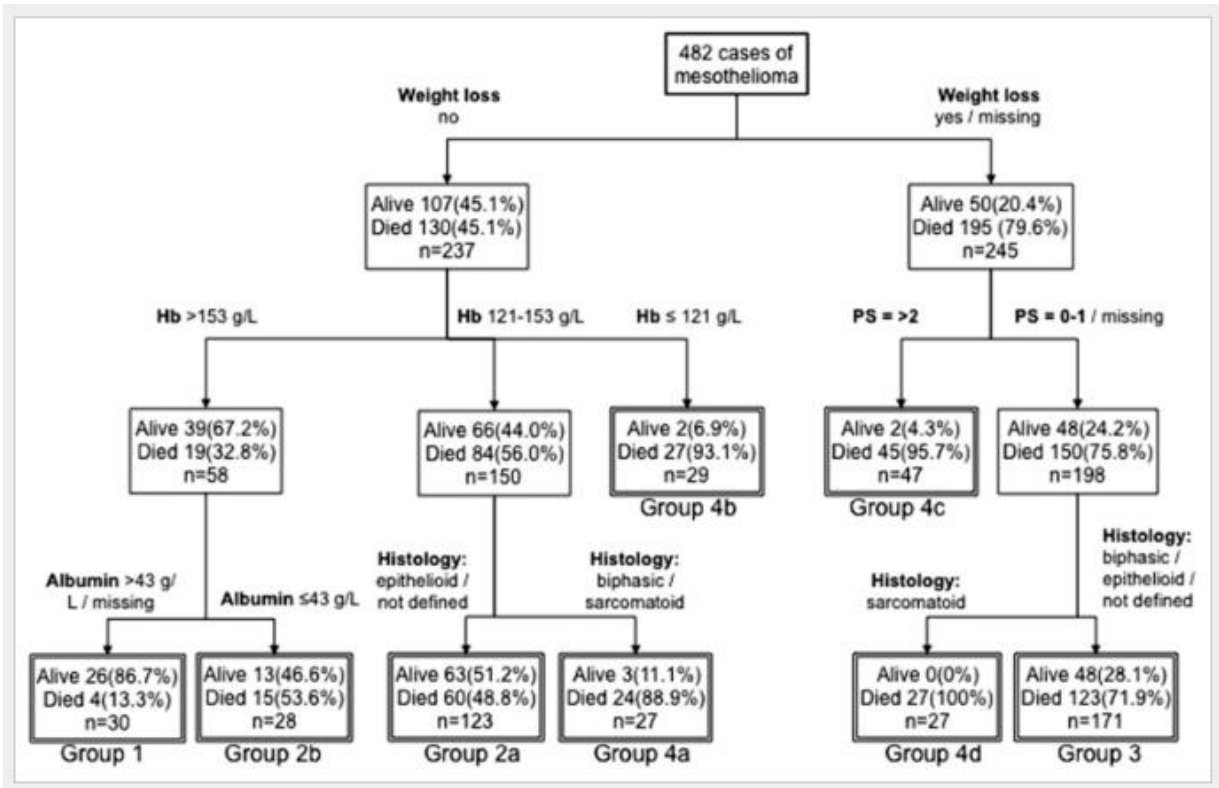 482 cases of
mesothelioma
Weight loss
no
Weight loss
yes / missing
Alive 107(45.1%)
Died 130(45.1%)
n=237
Alive 50(20.4%)
Died 195 (79.6%)
n=245
Hb >153 g/L
Hb 121-153 g/L
Hb ≤ 121 g/L
PS = >2
PS = 0-1 / missing
Alive 39(67.2%)
Died 19(32.8%)
n=58
Alive 66(44.0%)
Died 84(56.0%)
n=150
Alive 2(6.9%)
Died 27(93.1%)
n=29
Group 4b
Alive 2(4.3%)
Died 45(95.7%)
n=47
Group 4c
Alive 48(24.2%)
Died 150(75.8%)
n=198
Albumin >43 g/
L / missing
Albumin ≤43 g/L
Histology:
epithelioid /
not defined
Histology:
biphasic /
sarcomatoid
Histology:
sarcomatoid
Histology:
biphasic /
epithelioid /
not defined
Alive 26(86.7%)
Died 4(13.3%)
n=30
Group 1
Alive 13(46.6%)
Died 15(53.6%)
n=28
Group 2b
Alive 63(51.2%)
Died 60(48.8%)
n=123
Group 2a
Alive 3(11.1%)
Died 24(88.9%)
n=27
Group 4a
Alive 0(0%)
Died 27(100%)
n=27
Group 4d
Alive 48(28.1%)
Died 123(71.9%)
n=171
Group 3